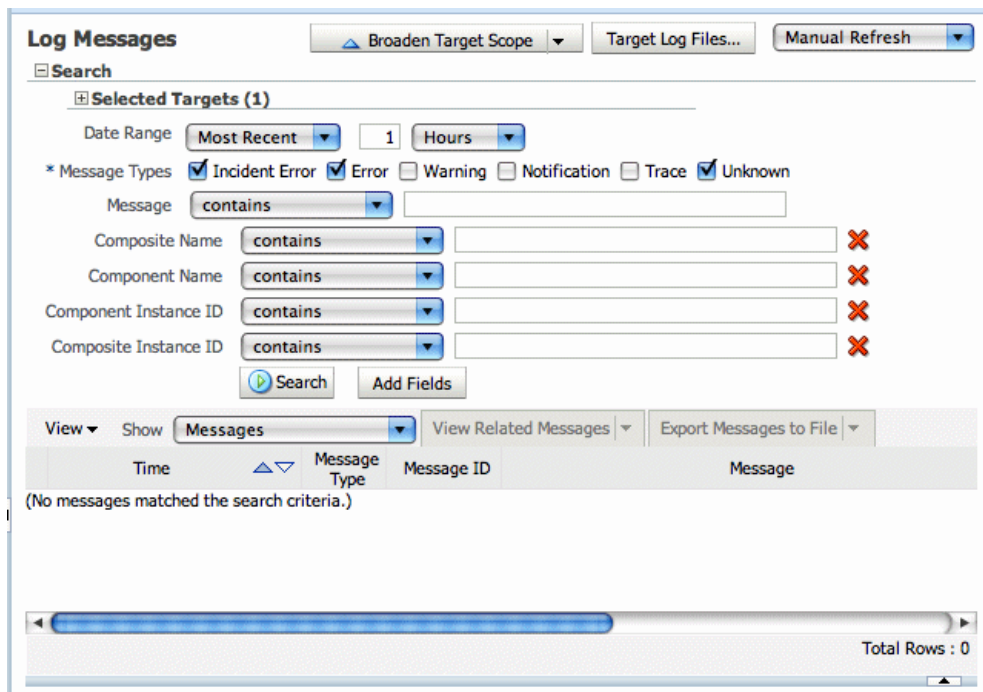 Log Messages Broaden Target Scope Target Log Files... Manual Refresh
Search
Selected Targets (1)
Date Range Most Recent 1 Hours
* Message Types Incident Error Error Warning Notification Trace Unknown
Message contains
Composite Name contains
Component Name contains
Component Instance ID contains
Composite Instance ID contains
Search Add Fields
View Show Messages View Related Messages Export Messages to File
Time Message Type Message ID Message
(No messages matched the search criteria.)
Total Rows : 0